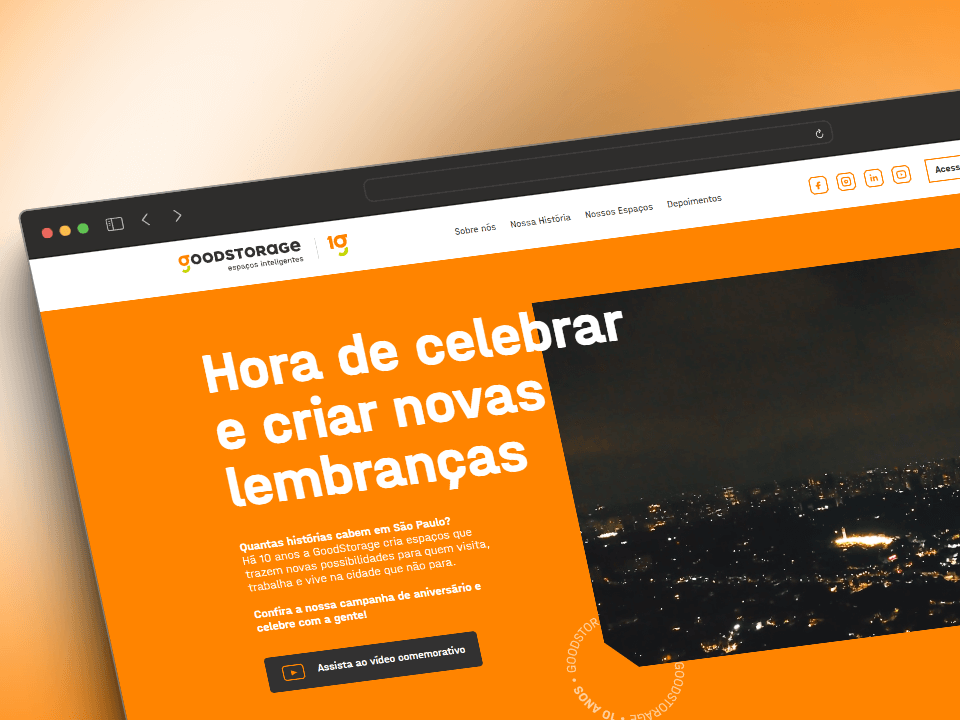 goodstorage
espaços inteligentes
10
Sobre nós
Nossa História
Nossos Espaços
Depoimentos
f
in
Hora de celebrar
e criar novas
lembranças
Quantas histórias cabem em São Paulo?
Há 10 anos a GoodStorage cria espaços que
trazem novas possibilidades para quem visita,
trabalha e vive na cidade que não para.
Confira a nossa campanha de aniversário e
celebre com a gente!
Assista ao vídeo comemorativo
GOODSTORAGE • 10 ANOS •